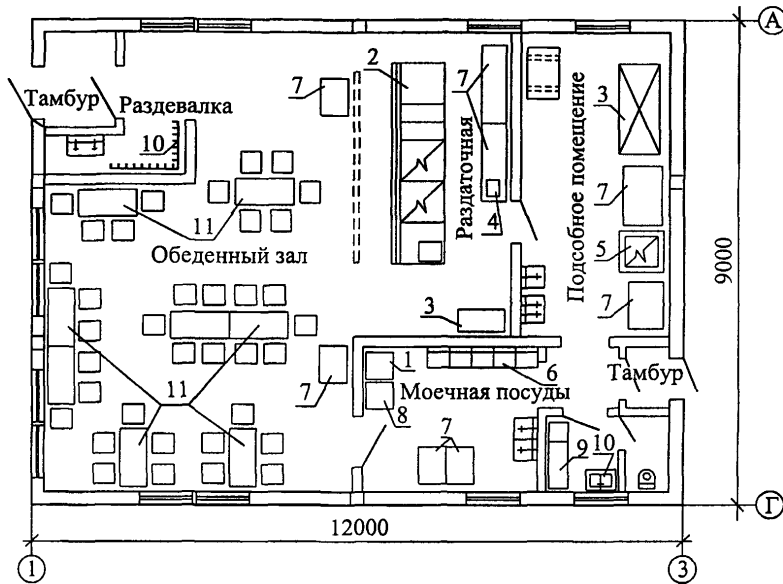 А
Тамбур
Раздевалка
10
7
2
7
Раздаточная
4
Подсобное помещение
3
7
5
7
11
Обеденный зал
3
9000
11
7
1
8
Моечная посуды
6
Тамбур
7
9
10
12000
1
3
Г